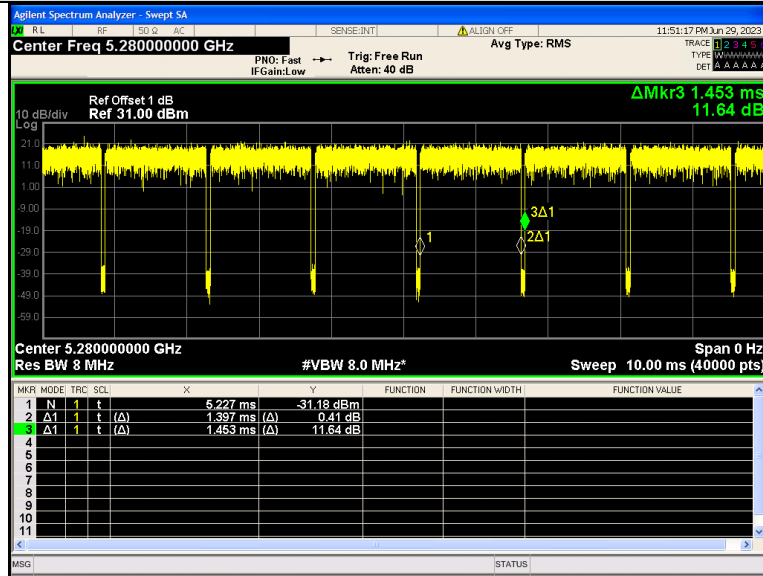 Agilent Spectrum Analyzer - Swept SA
RL RF 50 Ω AC SENSE:INT ALIGN OFF 11:51:17 PM Jun 29, 2023
Center Freq 5.280000000 GHz Avg Type: RMS TRACE 1 2 3 4 5
PNO: Fast Trig: Free Run TYPE
IFGain:Low Atten: 40 dB DET A A A A A
ΔMkr3 1.453 ms
11.64 dB
Ref Offset 1 dB
10 dB/div Ref 31.00 dBm
Log
21.0
11.0
1.00
-9.00
-19.0
-29.0
-39.0
-49.0
-59.0
3Δ1
1
2Δ1
Center 5.280000000 GHz Span 0 Hz
Res BW 8 MHz #VBW 8.0 MHz* Sweep 10.00 ms (40000 pts)
MKR MODE TRC SCL X Y FUNCTION FUNCTION WIDTH FUNCTION VALUE
1 N 1 t 5.227 ms -31.18 dBm
2 Δ1 1 t (Δ) 1.397 ms (Δ) 0.41 dB
3 Δ1 1 t (Δ) 1.453 ms (Δ) 11.64 dB
4
5
6
7
8
9
10
11
MSG STATUS